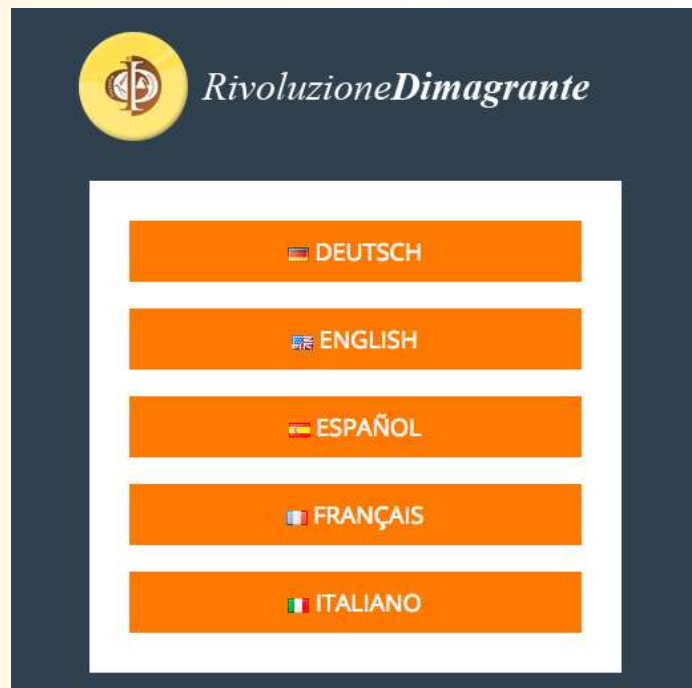 RivoluzioneDimagrante
DEUTSCH
ENGLISH
ESPAÑOL
FRANÇAIS
ITALIANO